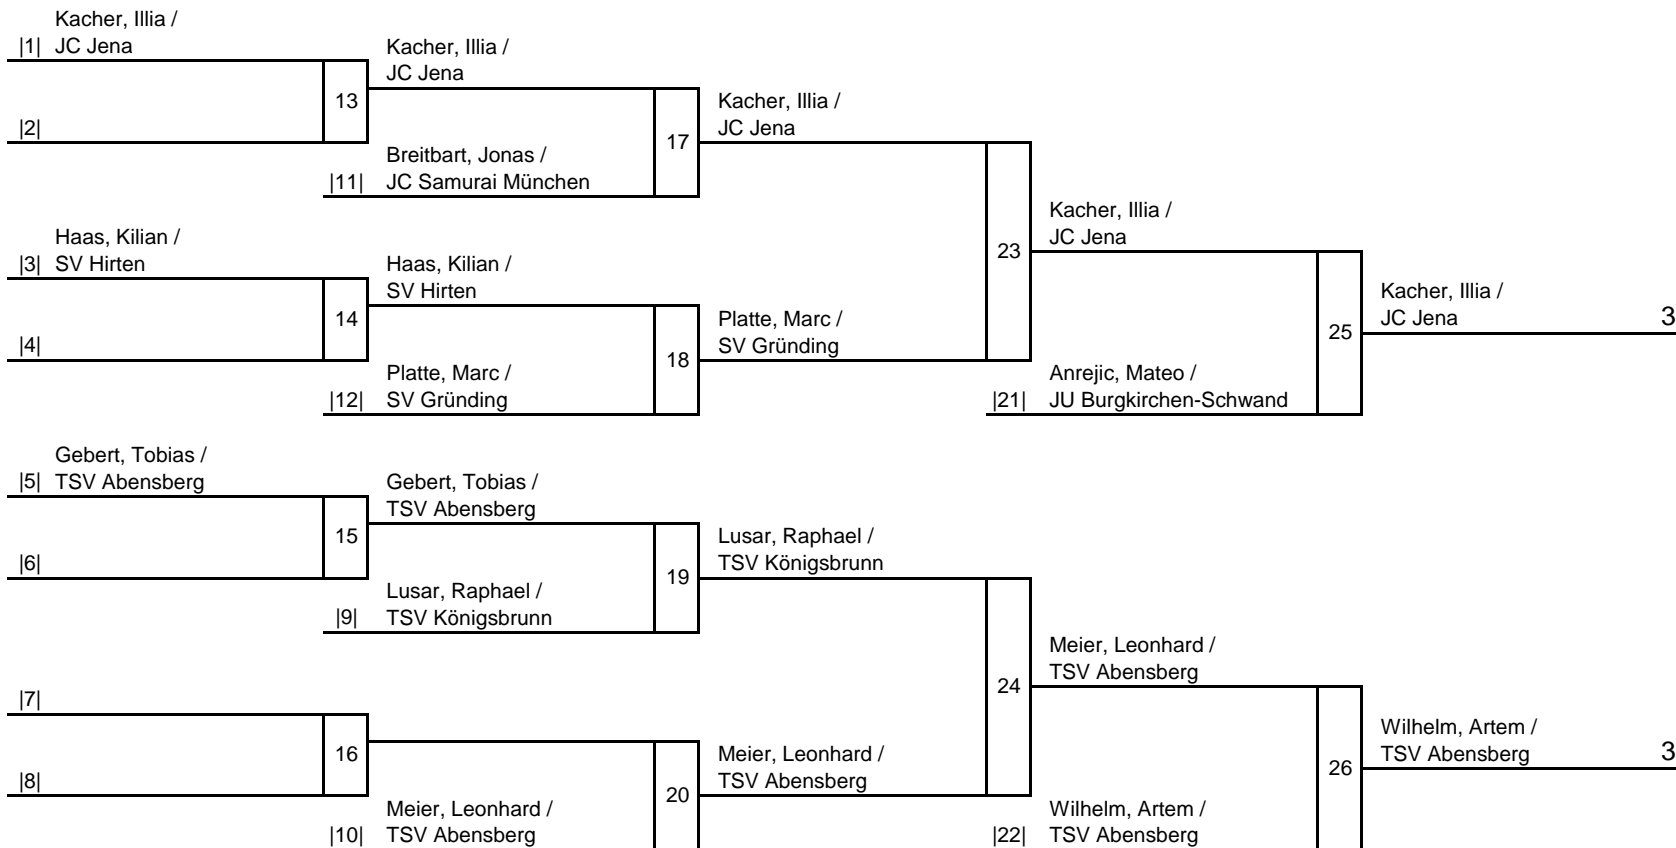 Kacher, Illia /
|1| JC Jena
Kacher, Illia /
JC Jena
13
Kacher, Illia /
JC Jena
|2|
17
Breitbart, Jonas /
|11| JC Samurai München
Kacher, Illia /
JC Jena
Haas, Kilian /
|3| SV Hirten
23
Haas, Kilian /
SV Hirten
Kacher, Illia /
JC Jena 3
14
Platte, Marc /
SV Gründing
25
|4|
18
Platte, Marc /
|12| SV Gründing
Anrejic, Mateo /
|21| JU Burgkirchen-Schwand
Gebert, Tobias /
|5| TSV Abensberg
Gebert, Tobias /
TSV Abensberg
15
Lusar, Raphael /
TSV Königsbrunn
|6|
19
Lusar, Raphael /
|9| TSV Königsbrunn
Meier, Leonhard /
TSV Abensberg
|7|
24
16
Meier, Leonhard /
TSV Abensberg
Wilhelm, Artem /
TSV Abensberg 3
|8|
20
26
Meier, Leonhard /
|10| TSV Abensberg
Wilhelm, Artem /
|22| TSV Abensberg